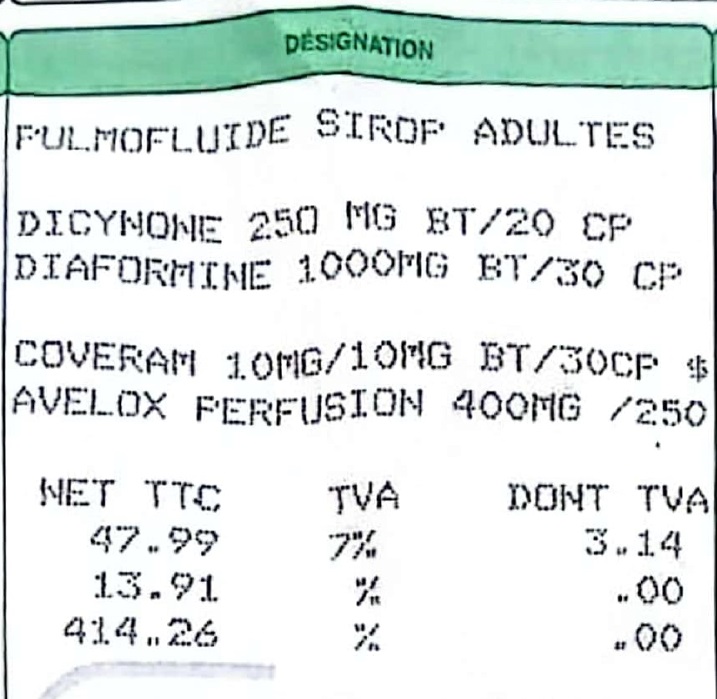 DÉSIGNATION
PULMOFLUIDE SIROP ADULTES
DICYNONE 250 MG BT/20 CP
DIAFORMINE 1000MG BT/30 CP
COVERAM 10MG/10MG BT/30CP $
AVELOX PERFUSION 400MG /250
NET TTC TVA DONT TVA
47.99 7% 3.14
13.91 % .00
414.26 % .00